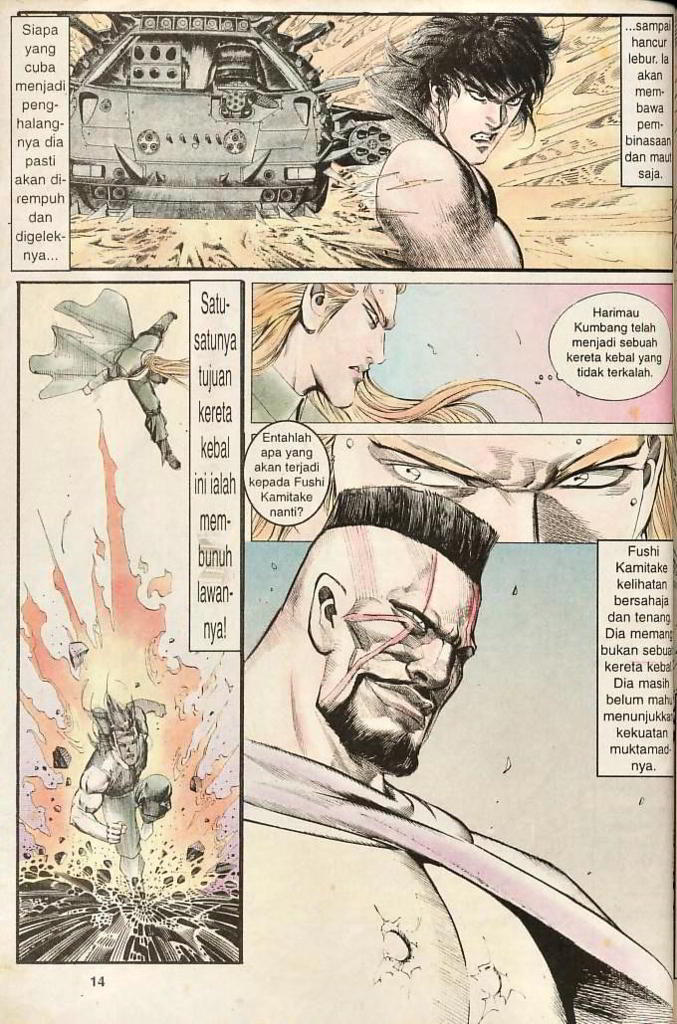 Siapa
yang
cuba
menjadi
peng-
halang-
nya dia
pasti
akan di-
rempuh
dan
digelek-
nya...
...sampai
hancur
lebur. Ia
akan
mem-
bawa
pem-
binasaan
dan maut
saja.
Satu-
satunya
tujuan
kereta
kebal
ini ialah
mem-
bunuh
lawan-
nya!
Harimau
Kumbang telah
menjadi sebuah
kereta kebal yang
tidak terkalah.
Entahlah
apa yang
akan terjadi
kepada Fushi
Kamitake
nanti?
Fushi
Kamitake
kelihatan
bersahaja
dan tenang.
Dia memang
bukan sebuah
kereta kebal.
Dia masih
belum mahu
menunjukkan
kekuatan
muktamad-
nya.
14